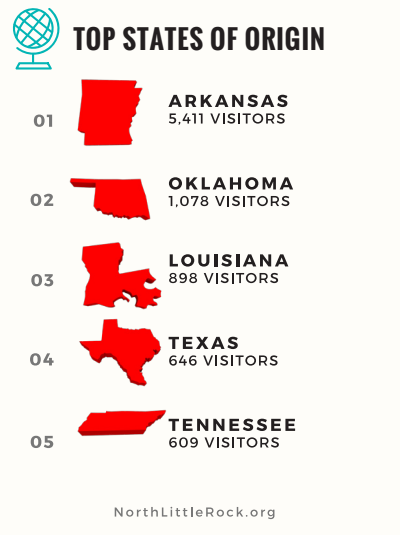 TOP STATES OF ORIGIN
01
ARKANSAS
5,411 VISITORS
02
OKLAHOMA
1,078 VISITORS
03
LOUISIANA
898 VISITORS
04
TEXAS
646 VISITORS
05
TENNESSEE
609 VISITORS
NorthLittleRock.org